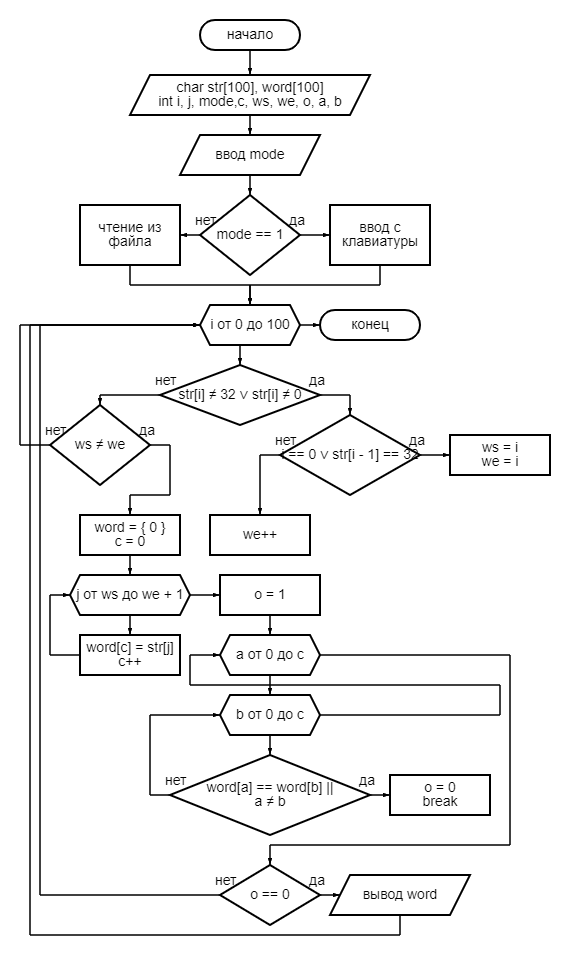 начало
char str[100], word[100]
int i, j, mode,c, ws, we, o, a, b
ввод mode
нет
mode == 1
да
чтение из
файла
ввод с
клавиатуры
i от 0 до 100
конец
нет
str[i] ≠ 32 ∨ str[i] ≠ 0
да
нет
ws ≠ we
да
нет
i == 0 ∨ str[i - 1] == 32
да
ws = i
we = i
word = { 0 }
c = 0
we++
j от ws до we + 1
o = 1
word[c] = str[j]
c++
a от 0 до c
b от 0 до c
нет
word[a] == word[b] ||
a ≠ b
да
o = 0
break
нет
o == 0
да
вывод word